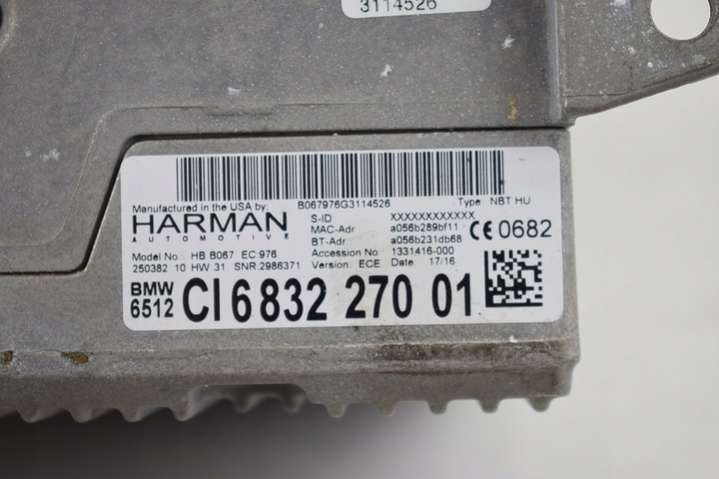 3114526
B067976G3114526
Manufactured in the USA by:
Type NBT HU
HARMAN
AUTOMOTIVE
S-ID XXXXXXXXXXXX
MAC-Adr a056b289bf11
BT-Adr a056b231db68
CE 0682
Model No.: HB B067 EC 976
Accession No.: 1331416-000
250382 10 HW:31 SNR:2986371
Version: ECE Date 17/16
BMW
6512
CI 6 832 270 01